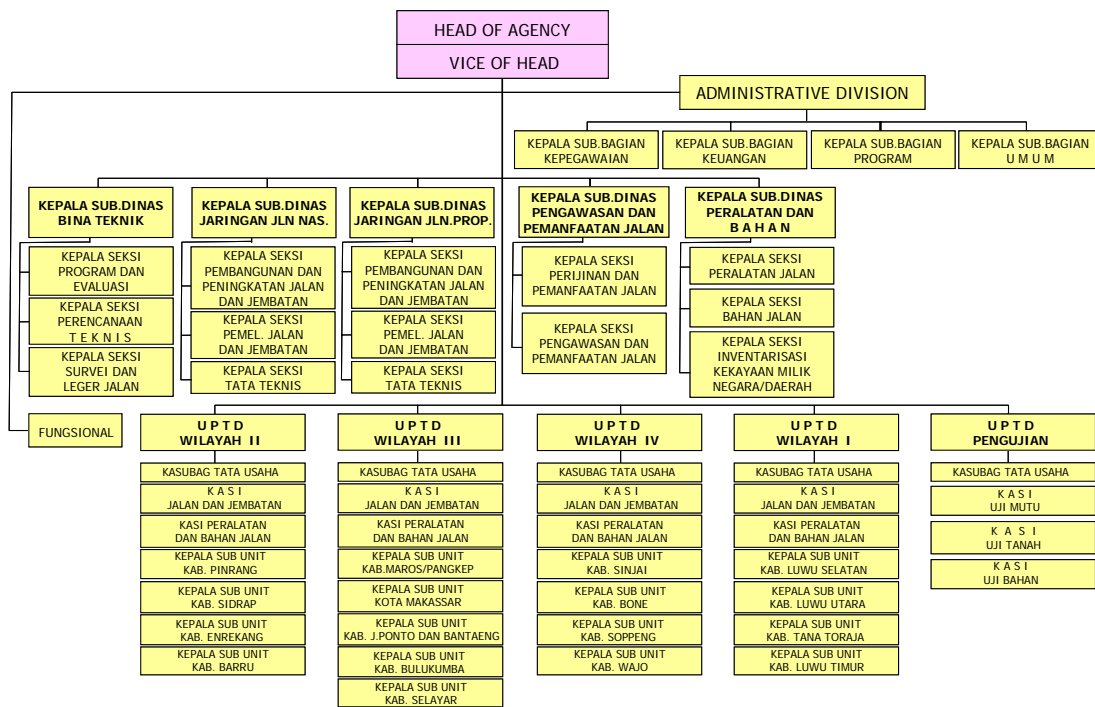 HEAD OF AGENCY
VICE OF HEAD
ADMINISTRATIVE DIVISION
KEPALA SUB.BAGIAN
KEPEGAWAIAN
KEPALA SUB.BAGIAN
KEUANGAN
KEPALA SUB.BAGIAN
PROGRAM
KEPALA SUB.BAGIAN
U M U M
KEPALA SUB.DINAS
BINA TEKNIK
KEPALA SEKSI
PROGRAM DAN
EVALUASI
KEPALA SEKSI
PERENCANAAN
T E K N I S
KEPALA SEKSI
SURVEI DAN
LEGER JALAN
KEPALA SUB.DINAS
JARINGAN JLN NAS.
KEPALA SEKSI
PEMBANGUNAN DAN
PENINGKATAN JALAN
DAN JEMBATAN
KEPALA SEKSI
PEMEL. JALAN
DAN JEMBATAN
KEPALA SEKSI
TATA TEKNIS
KEPALA SUB.DINAS
JARINGAN JLN.PROP.
KEPALA SEKSI
PEMBANGUNAN DAN
PENINGKATAN JALAN
DAN JEMBATAN
KEPALA SEKSI
PEMEL. JALAN
DAN JEMBATAN
KEPALA SEKSI
TATA TEKNIS
KEPALA SUB.DINAS
PENGAWASAN DAN
PEMANFAATAN JALAN
KEPALA SEKSI
PERIJINAN DAN
PEMANFAATAN JALAN
KEPALA SEKSI
PENGAWASAN DAN
PEMANFAATAN JALAN
KEPALA SUB.DINAS
PERALATAN DAN
B A H A N
KEPALA SEKSI
PERALATAN JALAN
KEPALA SEKSI
BAHAN JALAN
KEPALA SEKSI
INVENTARISASI
KEKAYAAN MILIK
NEGARA/DAERAH
FUNGSIONAL
U P T D
WILAYAH II
KASUBAG TATA USAHA
K A S I
JALAN DAN JEMBATAN
KASI PERALATAN
DAN BAHAN JALAN
KEPALA SUB UNIT
KAB. PINRANG
KEPALA SUB UNIT
KAB. SIDRAP
KEPALA SUB UNIT
KAB. ENREKANG
KEPALA SUB UNIT
KAB. BARRU
U P T D
WILAYAH III
KASUBAG TATA USAHA
K A S I
JALAN DAN JEMBATAN
KASI PERALATAN
DAN BAHAN JALAN
KEPALA SUB UNIT
KAB.MAROS/PANGKEP
KEPALA SUB UNIT
KOTA MAKASSAR
KEPALA SUB UNIT
KAB. J.PONTO DAN BANTAENG
KEPALA SUB UNIT
KAB. BULUKUMBA
KEPALA SUB UNIT
KAB. SELAYAR
U P T D
WILAYAH IV
KASUBAG TATA USAHA
K A S I
JALAN DAN JEMBATAN
KASI PERALATAN
DAN BAHAN JALAN
KEPALA SUB UNIT
KAB. SINJAI
KEPALA SUB UNIT
KAB. BONE
KEPALA SUB UNIT
KAB. SOPPENG
KEPALA SUB UNIT
KAB. WAJO
U P T D
WILAYAH I
KASUBAG TATA USAHA
K A S I
JALAN DAN JEMBATAN
KASI PERALATAN
DAN BAHAN JALAN
KEPALA SUB UNIT
KAB. LUWU SELATAN
KEPALA SUB UNIT
KAB. LUWU UTARA
KEPALA SUB UNIT
KAB. TANA TORAJA
KEPALA SUB UNIT
KAB. LUWU TIMUR
U P T D
PENGUJIAN
KASUBAG TATA USAHA
K A S I
UJI MUTU
K A S I
UJI TANAH
K A S I
UJI BAHAN